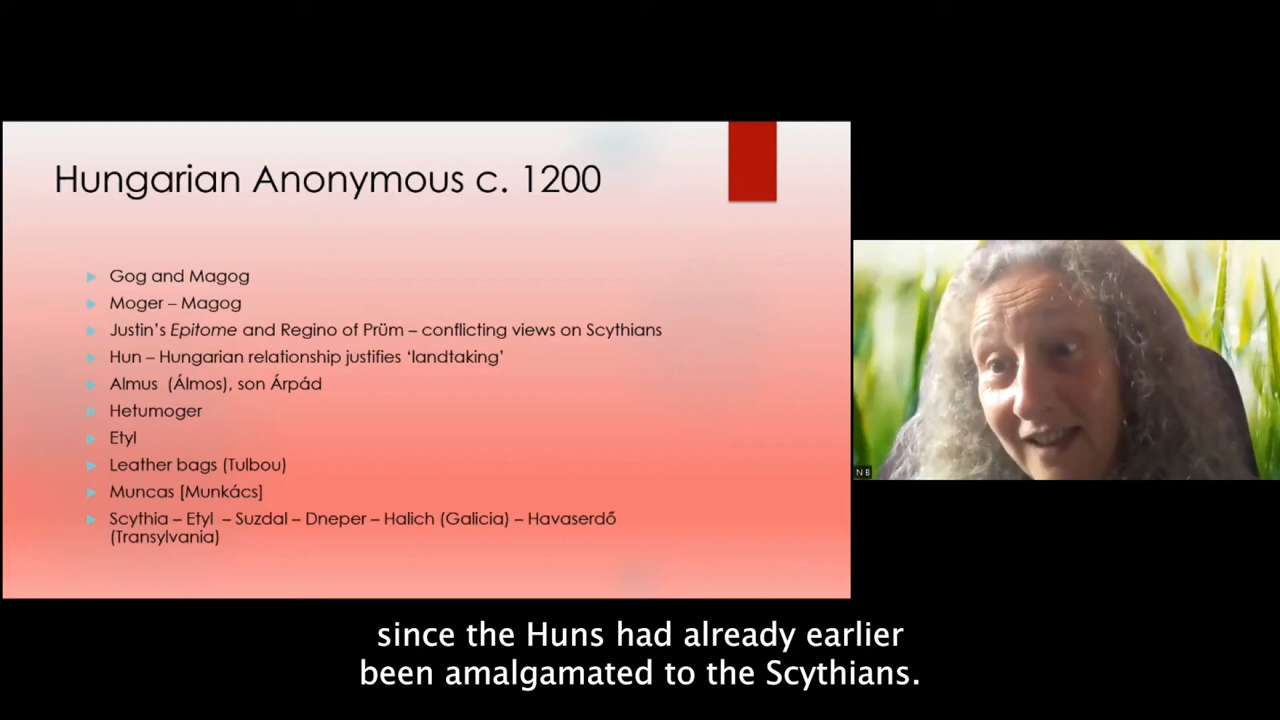 Hungarian Anonymous c. 1200
Gog and Magog
Moger – Magog
Justin's Epitome and Regino of Prüm – conflicting views on Scythians
Hun – Hungarian relationship justifies 'landtaking'
Almus (Álmos), son Árpád
Hetumoger
Etyl
Leather bags (Tulbou)
Muncas [Munkács]
Scythia – Etyl – Suzdal – Dneper – Halich (Galicia) – Havaserdő
(Transylvania)
N B
since the Huns had already earlier
been amalgamated to the Scythians.